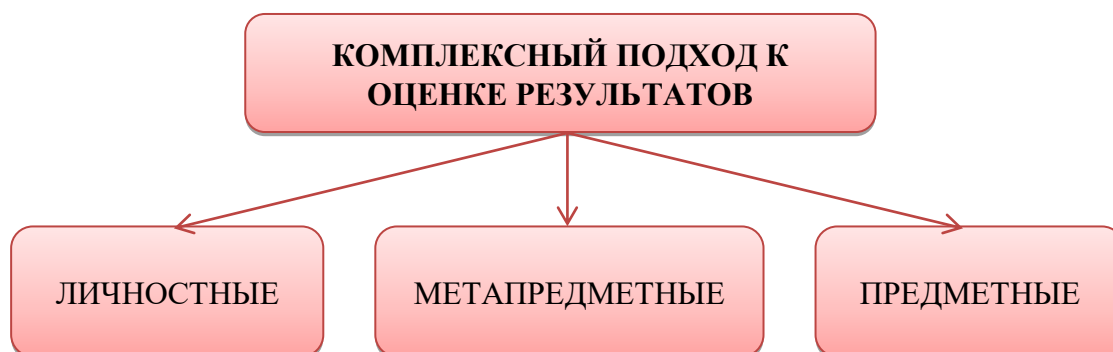 КОМПЛЕКСНЫЙ ПОДХОД К
ОЦЕНКЕ РЕЗУЛЬТАТОВ
ЛИЧНОСТНЫЕ
МЕТАПРЕДМЕТНЫЕ
ПРЕДМЕТНЫЕ